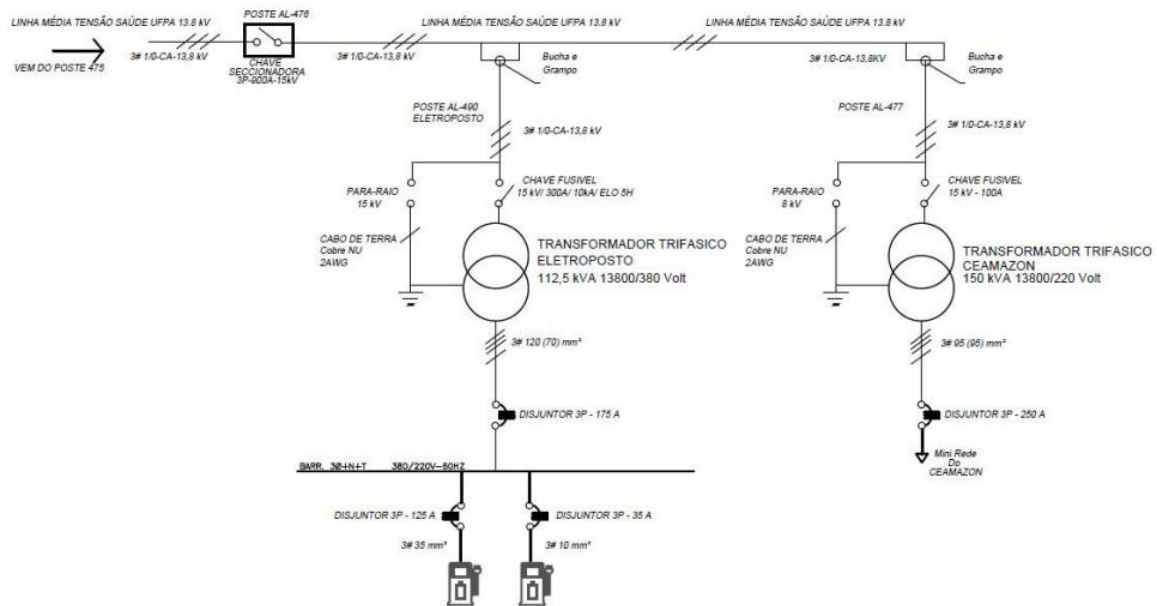 POSTE AL-476
LINHA MÉDIA TENSÃO SAÚDE UFPA 13.8 kV
LINHA MÉDIA TENSÃO SAÚDE UFPA 13.8 kV
LINHA MÉDIA TENSÃO SAÚDE UFPA 13.8 kV
3# 1/0-CA-13,8 kV
CHAVE
SECCIONADORA
3P-900A-15kV
3# 1/0-CA-13,8 kV
Bucha e
Grampo
3# 1/0-CA-13,8KV
Bucha e
Grampo
VEM DO POSTE 475
POSTE AL-490
ELETROPOSTO
POSTE AL-477
3# 1/0-CA-13,8 kV
3# 1/0-CA-13,8 kV
PARA-RAIO
15 kV
CHAVE FUSIVEL
15 kV/ 300A/ 10kA/ ELO 5H
PARA-RAIO
8 kV
CHAVE FUSIVEL
15 kV - 100A
CABO DE TERRA
Cobre NU
2AWG
TRANSFORMADOR TRIFASICO
ELETROPOSTO
112,5 kVA 13800/380 Volt
CABO DE TERRA
Cobre NU
2AWG
TRANSFORMADOR TRIFASICO
CEAMAZON
150 kVA 13800/220 Volt
3# 120 (70) mm²
3# 95 (95) mm²
DISJUNTOR 3P - 175 A
DISJUNTOR 3P - 250 A
Mini Rede
Do
CEAMAZON
BARR. 3Ø+N+T 380/220V-60HZ
DISJUNTOR 3P - 125 A
DISJUNTOR 3P - 35 A
3# 35 mm²
3# 10 mm²